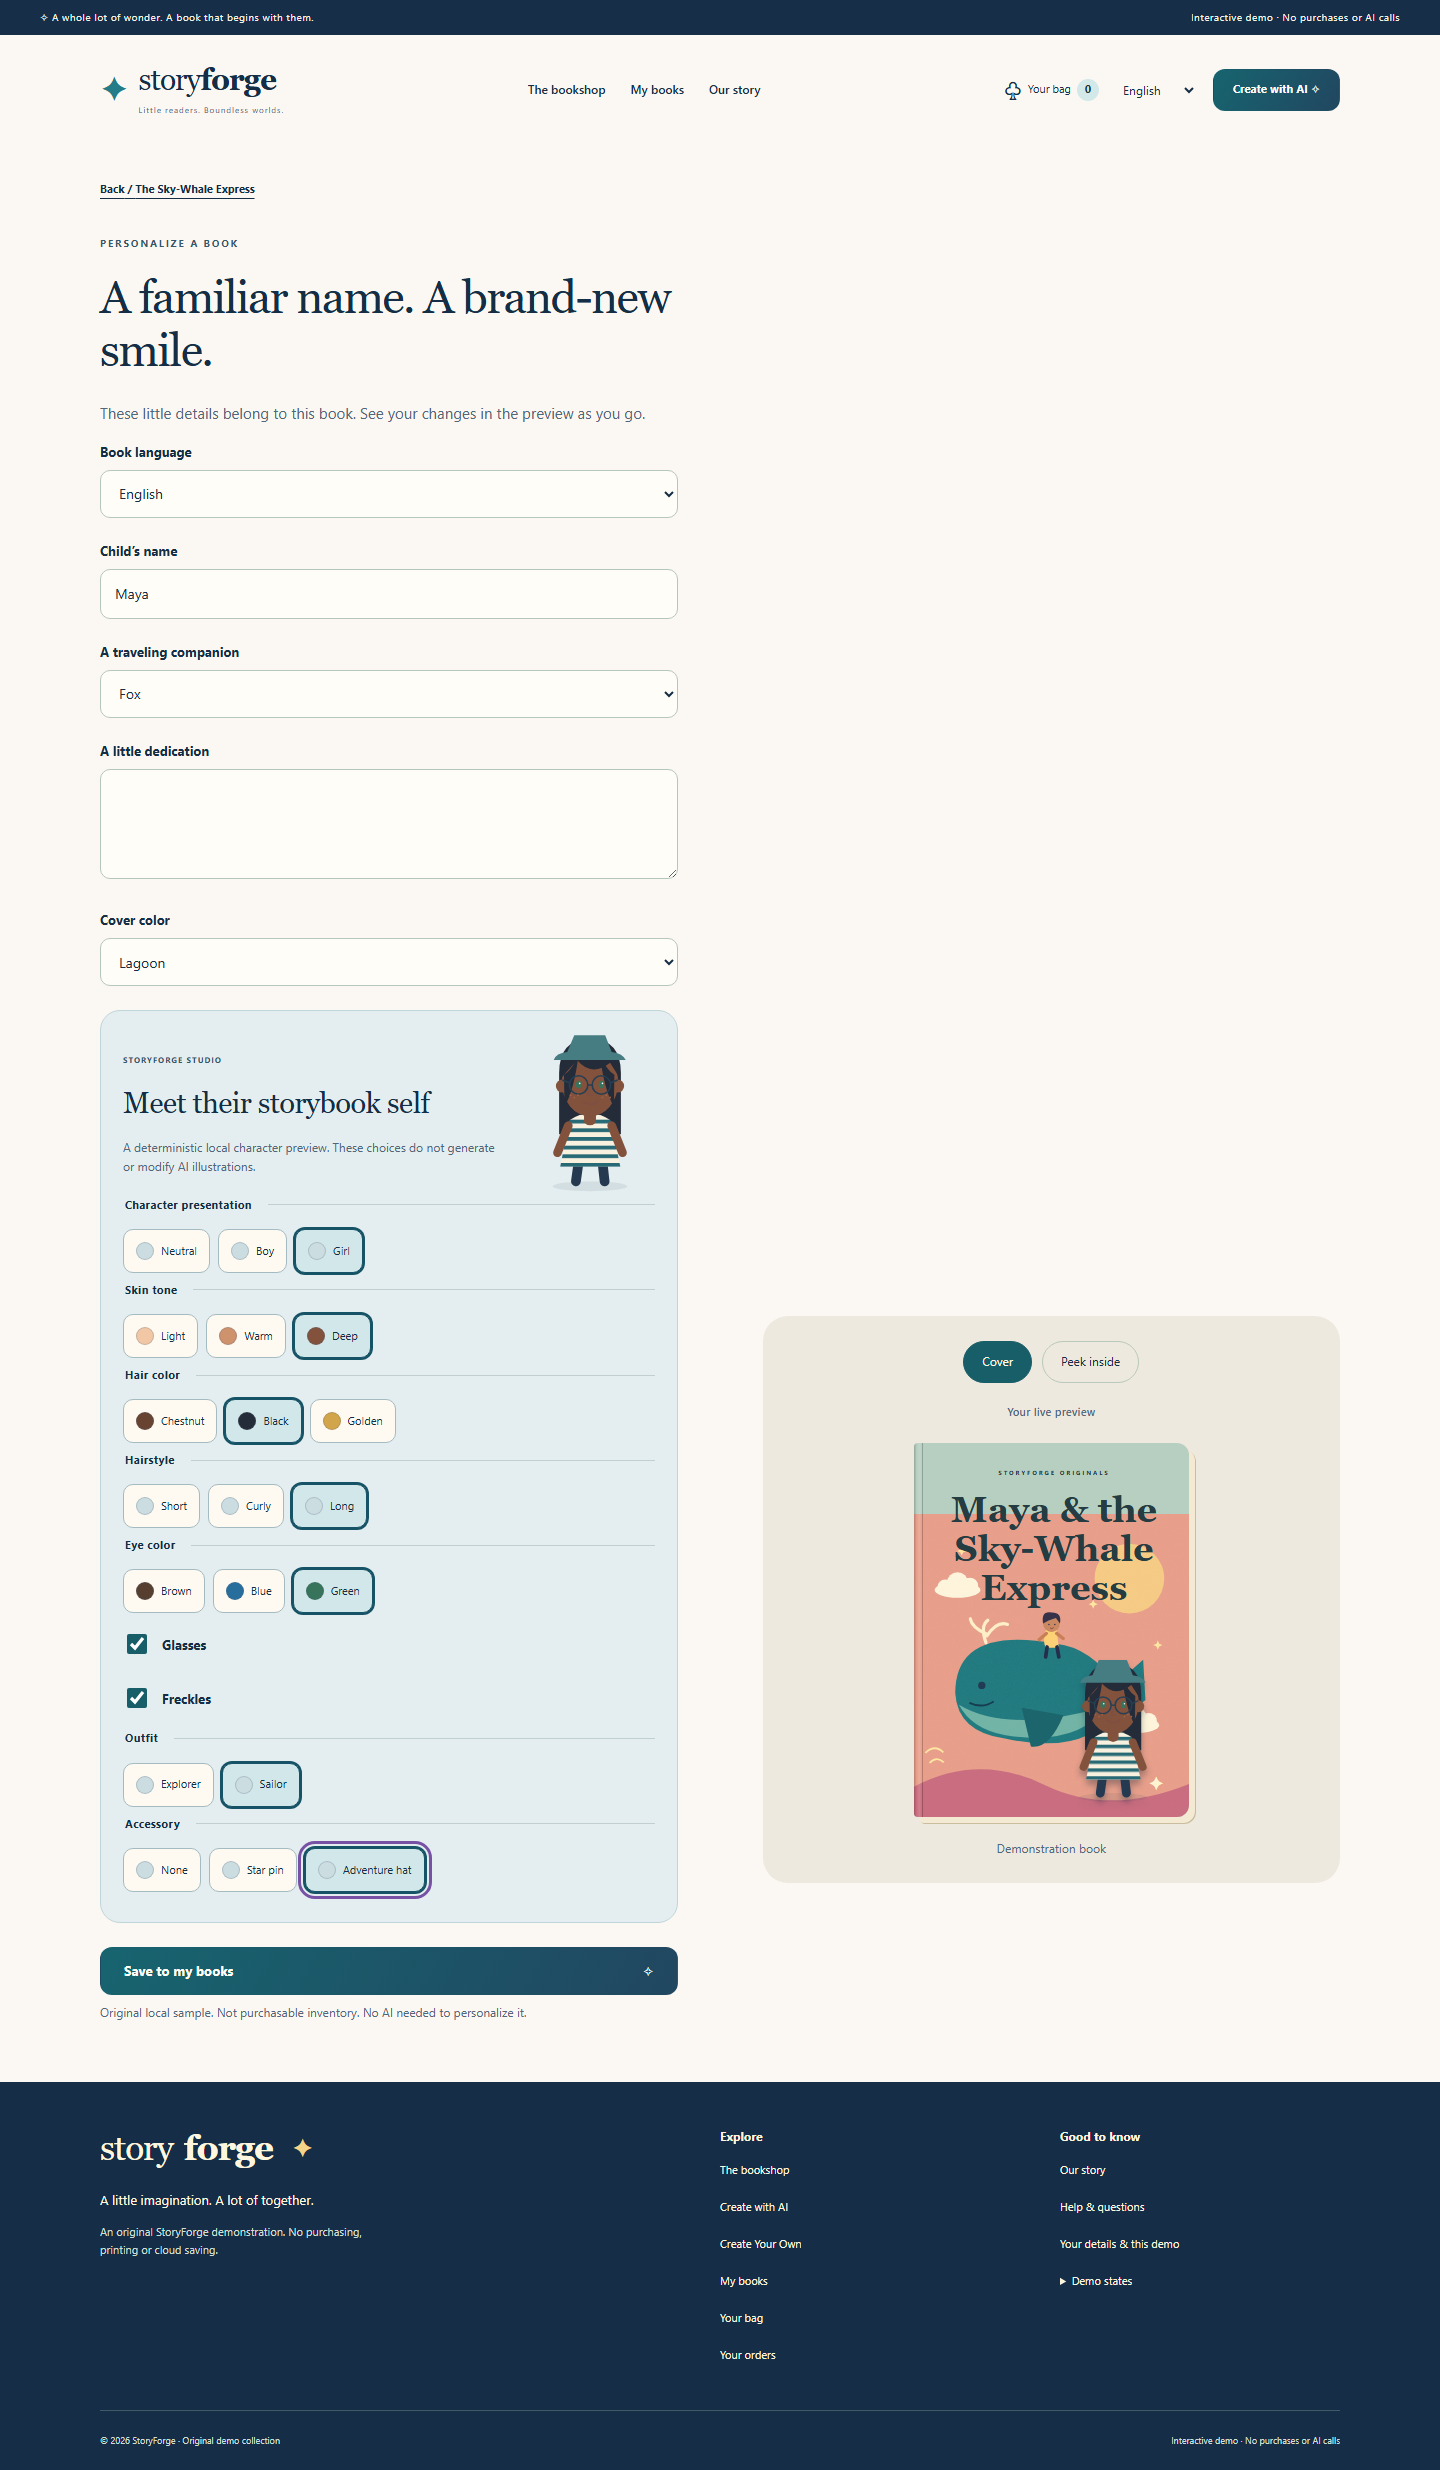 ✧ A whole lot of wonder. A book that begins with them.
Interactive demo · No purchases or AI calls
storyforge
Little readers. Boundless worlds.
The bookshop
My books
Our story
Your bag 0
English
Create with AI ✧
Back / The Sky-Whale Express
PERSONALIZE A BOOK
A familiar name. A brand-new
smile.
These little details belong to this book. See your changes in the preview as you go.
Book language
English
Child's name
Maya
A traveling companion
Fox
A little dedication
Cover color
Lagoon
STORYFORGE STUDIO
Meet their storybook self
A deterministic local character preview. These choices do not generate
or modify AI illustrations.
Character presentation
Neutral
Boy
Girl
Skin tone
Light
Warm
Deep
Hair color
Chestnut
Black
Golden
Hairstyle
Short
Curly
Long
Eye color
Brown
Blue
Green
Glasses
Freckles
Outfit
Explorer
Sailor
Accessory
None
Star pin
Adventure hat
Save to my books ✧
Original local sample. Not purchasable inventory. No AI needed to personalize it.
Cover
Peek inside
Your live preview
STORYFORGE ORIGINALS
Maya & the
Sky-Whale
Express
Demonstration book
story forge
A little imagination. A lot of together.
An original StoryForge demonstration. No purchasing,
printing or cloud saving.
Explore
The bookshop
Create with AI
Create Your Own
My books
Your bag
Your orders
Good to know
Our story
Help & questions
Your details & this demo
▶ Demo states
© 2026 StoryForge · Original demo collection
Interactive demo · No purchases or AI calls